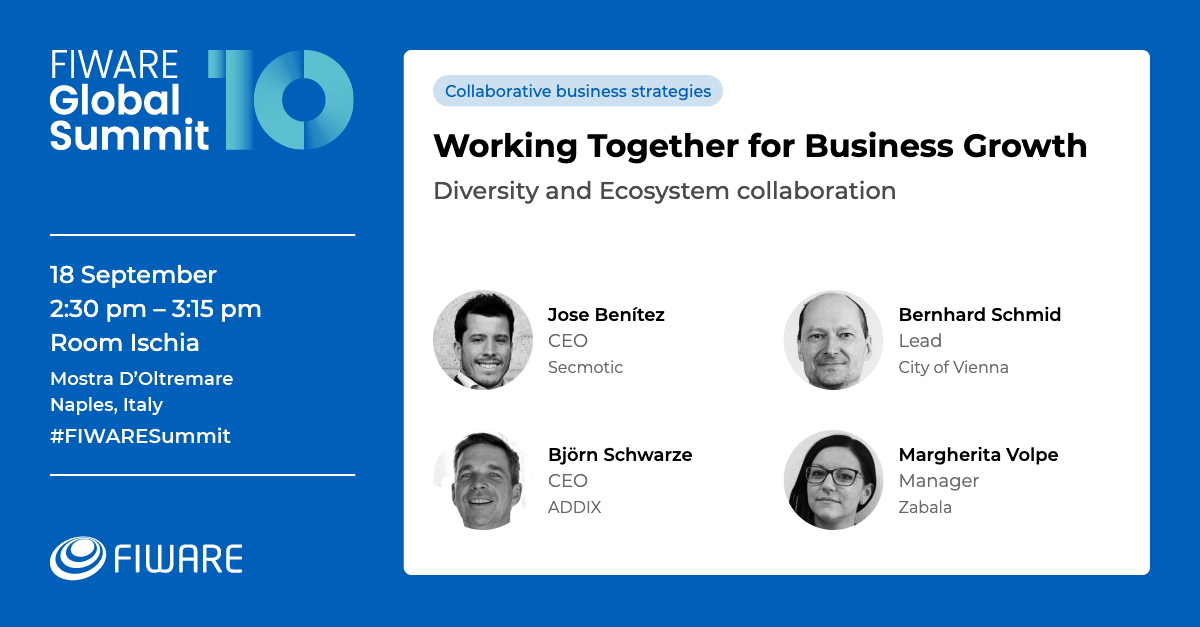 FIWARE
Global
Summit
10
18 September
2:30 pm – 3:15 pm
Room Ischia
Mostra D’Oltremare
Naples, Italy
#FIWARESummit
FIWARE
Collaborative business strategies
Working Together for Business Growth
Diversity and Ecosystem collaboration
Jose Benítez
CEO
Secmotic
Bernhard Schmid
Lead
City of Vienna
Björn Schwarze
CEO
ADDIX
Margherita Volpe
Manager
Zabala